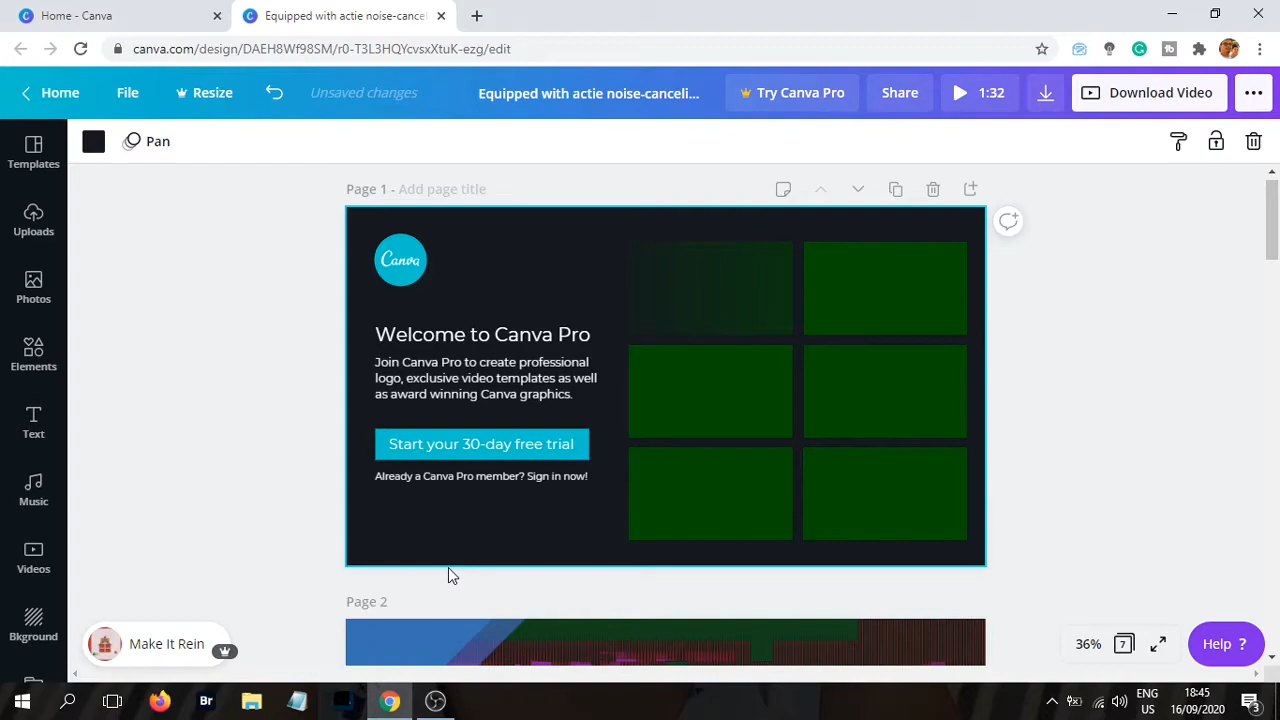 Home - Canva
Equipped with actie noise-cancel
canva.com/design/DAEH8Wf98SM/r0-T3L3HQYcvsxXtuK-ezg/edit
Home
File
Resize
Unsaved changes
Equipped with actie noise-canceli...
Try Canva Pro
Share
1:32
Download Video
Templates
Pan
Uploads
Photos
Elements
Text
Music
Videos
Bkground
Page 1 - Add page title
Canva
Welcome to Canva Pro
Join Canva Pro to create professional
logo, exclusive video templates as well
as award winning Canva graphics.
Start your 30-day free trial
Already a Canva Pro member? Sign in now!
Page 2
Make It Rein
36%
7
Help ?
Br
ENG
US
18:45
16/09/2020
3